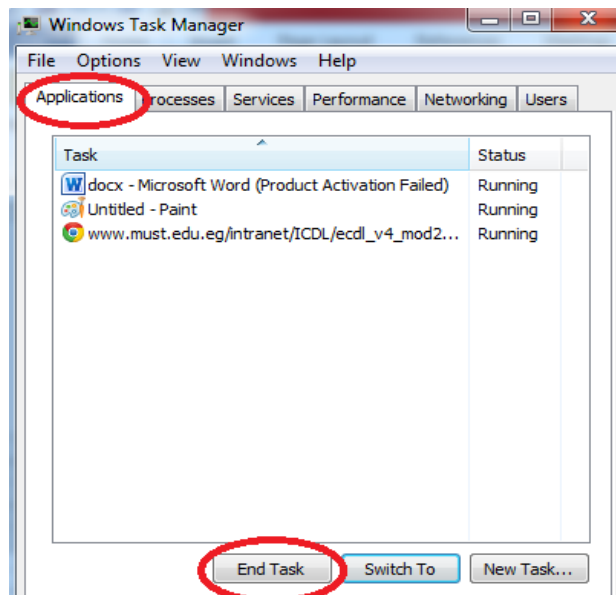 Windows Task Manager
File Options View Windows Help
Applications Processes Services Performance Networking Users
Task Status
docx - Microsoft Word (Product Activation Failed) Running
Untitled - Paint Running
www.must.edu.eg/intranet/ICDL/ecdl_v4_mod2... Running
End Task Switch To New Task...